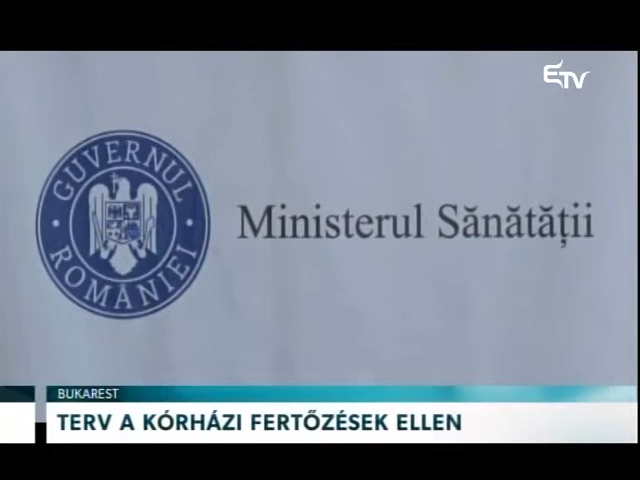 ETV
GUVERNUL
ROMÂNIEI
Ministerul Sănătății
BUKAREST
TERV A KÓRHÁZI FERTŐZÉSEK ELLEN